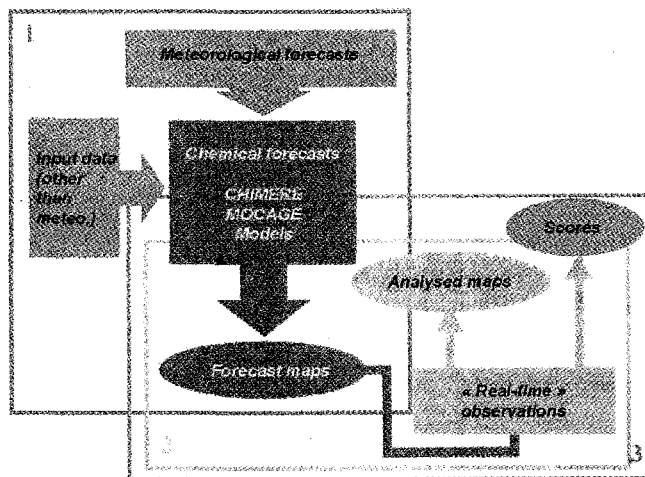 1
Meteorological forecasts
Input data
(other
than
meteo.)
Chemical forecasts
CHIMERE
MOCAGE
Models
Scores
Analysed maps
Forecast maps
« Real-time »
observations
2
3